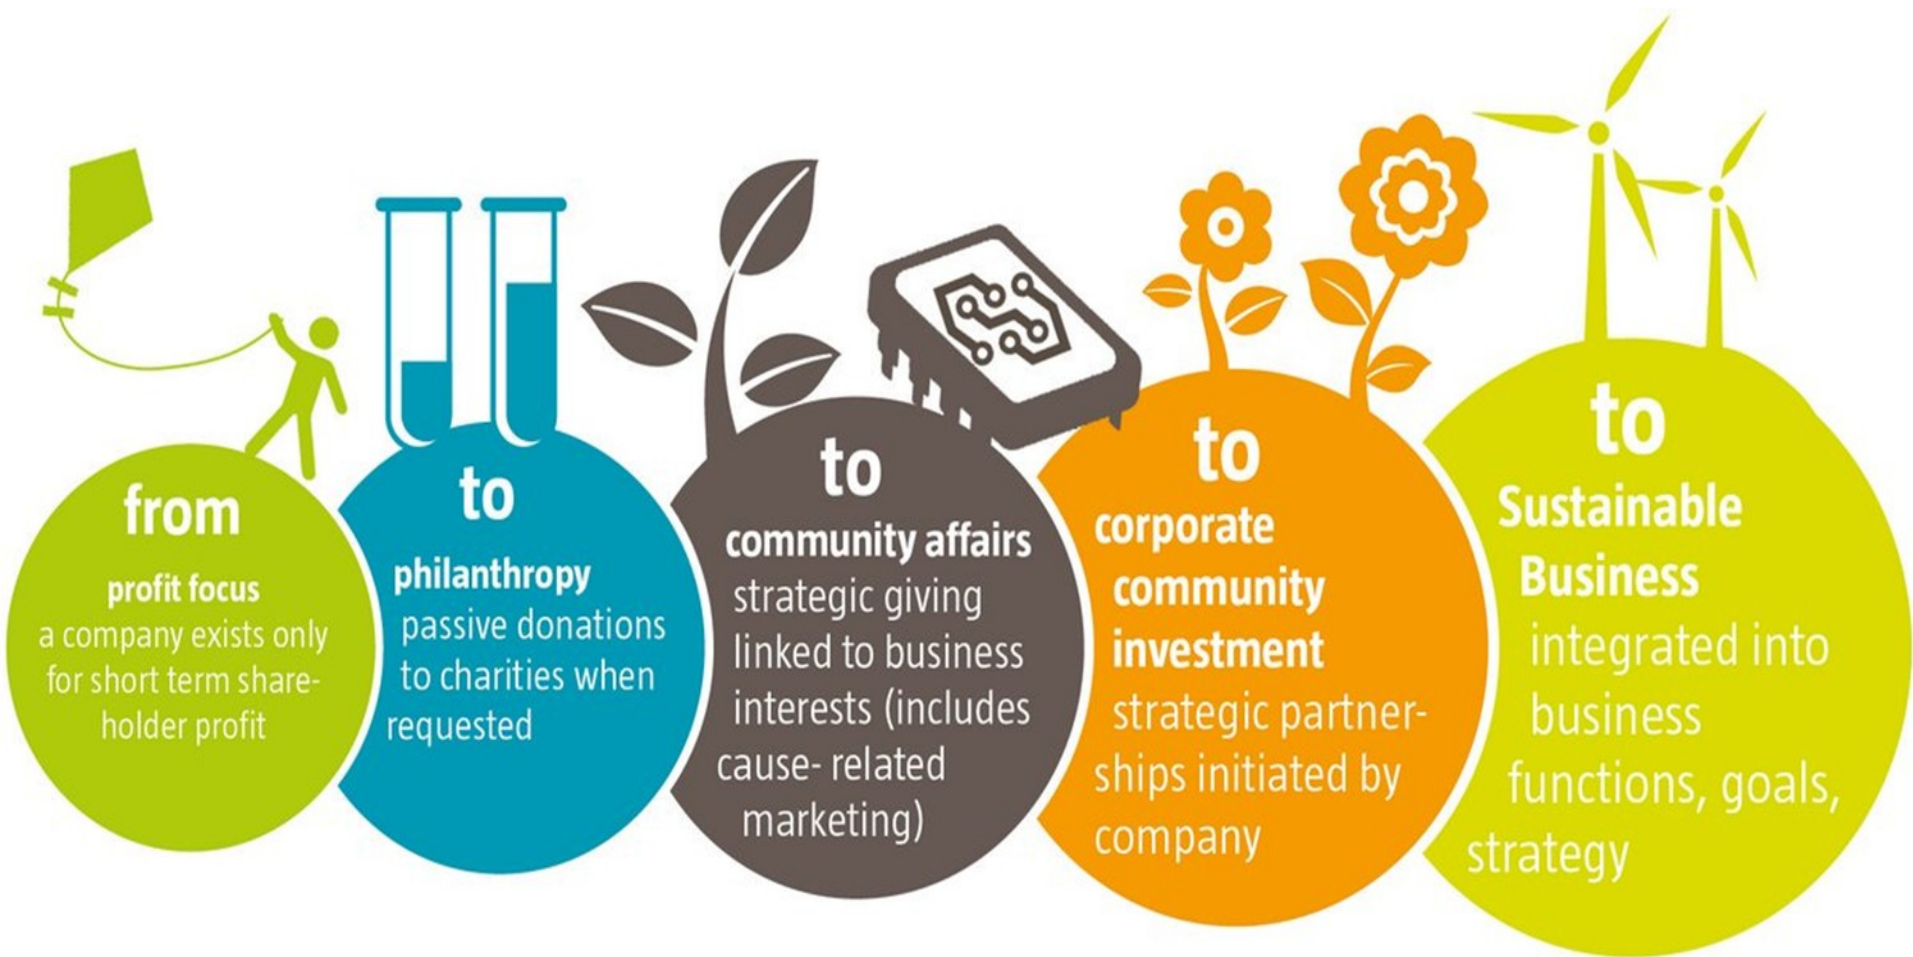 from
profit focus
a company exists only
for short term share-
holder profit
to
philanthropy
passive donations
to charities when
requested
to
community affairs
strategic giving
linked to business
interests (includes
cause- related
marketing)
to
corporate
community
investment
strategic partner-
ships initiated by
company
to
Sustainable
Business
integrated into
business
functions, goals,
strategy